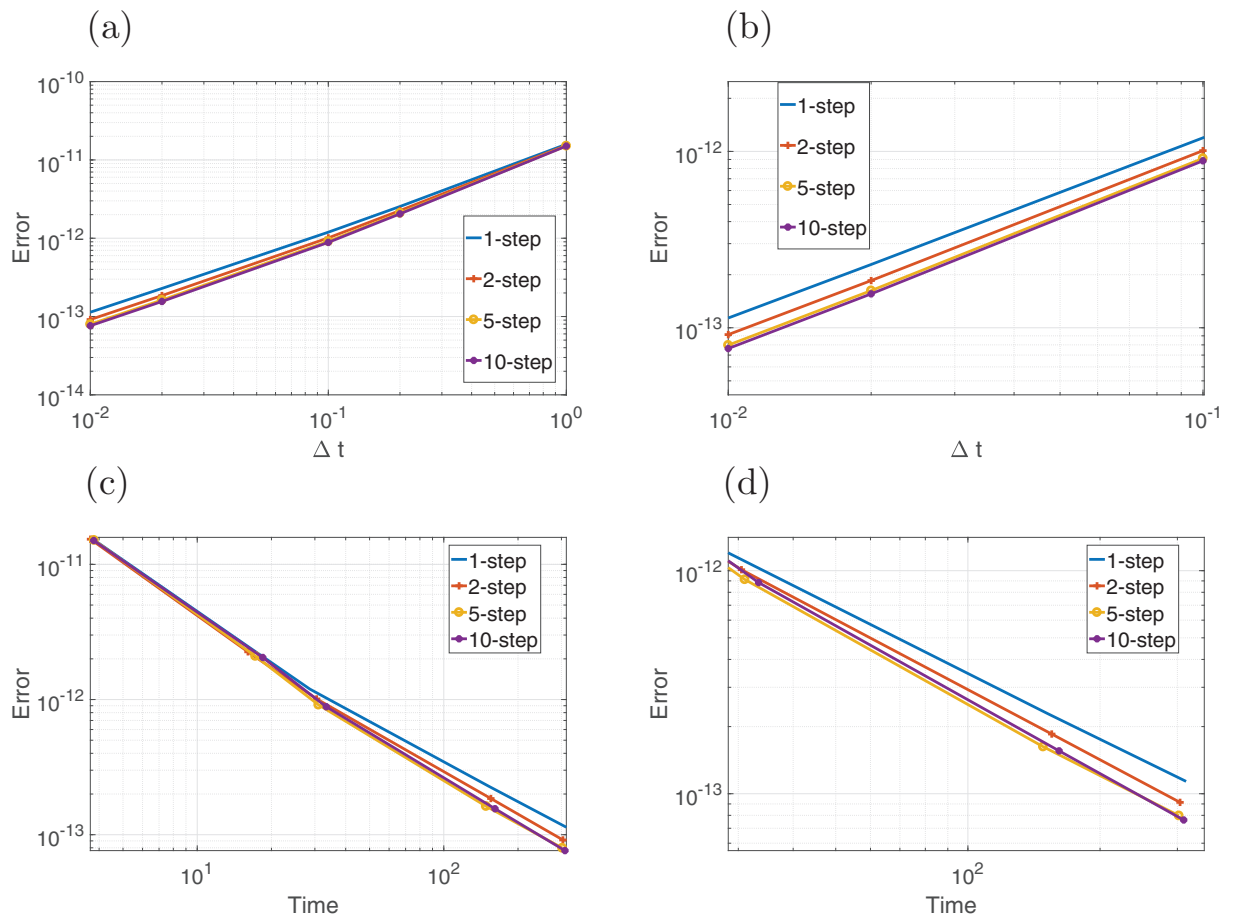 (a)
10^-10
10^-11
10^-12
10^-13
10^-14
Error
1-step
2-step
5-step
10-step
10^-2
10^-1
10^0
Δ t
(b)
10^-12
10^-13
Error
1-step
2-step
5-step
10-step
10^-2
10^-1
Δ t
(c)
10^-11
10^-12
10^-13
Error
1-step
2-step
5-step
10-step
10^1
10^2
Time
(d)
10^-12
10^-13
Error
1-step
2-step
5-step
10-step
10^2
Time